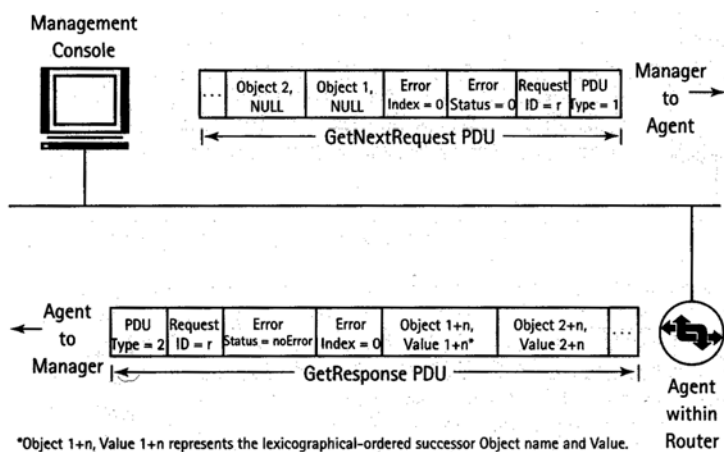 Management
Console
... Object 2, NULL Object 1, NULL Error Index = 0 Error Status = 0 Request ID = r PDU Type = 1
Manager
to
Agent
GetNextRequest PDU
Agent
to
Manager
PDU Type = 2 Request ID = r Error Status = noError Error Index = 0 Object 1+n, Value 1+n* Object 2+n, Value 2+n ...
GetResponse PDU
Agent
within
Router
*Object 1+n, Value 1+n represents the lexicographical-ordered successor Object name and Value.